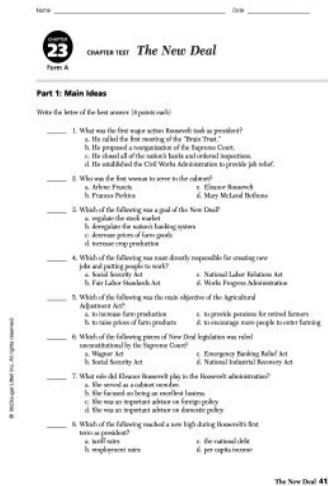 Name Date
CHAPTER
23
Form A
CHAPTER TEST The New Deal
Part 1: Main Ideas
Write the letter of the best answer. (4 points each)
1. What was the first major action Roosevelt took as president?
a. He called the first meeting of the "Brain Trust."
b. He proposed a reorganization of the Supreme Court.
c. He closed all of the nation's banks and ordered inspections.
d. He established the Civil Works Administration to provide job relief.
2. Who was the first woman to serve in the cabinet?
a. Arlene Francis c. Eleanor Roosevelt
b. Frances Perkins d. Mary McLeod Bethune
3. Which of the following was a goal of the New Deal?
a. regulate the stock market
b. deregulate the nation's banking system
c. decrease prices of farm goods
d. increase crop production
4. Which of the following was most directly responsible for creating new
jobs and putting people to work?
a. Social Security Act c. National Labor Relations Act
b. Fair Labor Standards Act d. Works Progress Administration
5. Which of the following was the main objective of the Agricultural
Adjustment Act?
a. to increase farm production c. to provide pensions for retired farmers
b. to raise prices of farm products d. to encourage more people to enter farming
6. Which of the following pieces of New Deal legislation was ruled
unconstitutional by the Supreme Court?
a. Wagner Act c. Emergency Banking Relief Act
b. Social Security Act d. National Industrial Recovery Act
7. What role did Eleanor Roosevelt play in the Roosevelt administration?
a. She served as a cabinet member.
b. She focused on being an excellent hostess.
c. She was an important advisor on foreign policy.
d. She was an important advisor on domestic policy.
8. Which of the following reached a new high during Roosevelt's first
term as president?
a. tariff rates c. the national debt
b. employment rates d. per capita income
© McDougal Littell Inc. All rights reserved.
The New Deal 41